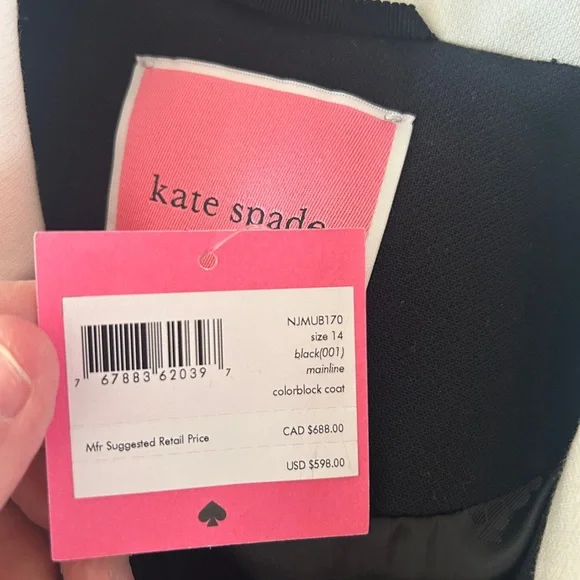 kate spade
NJMUB170
size 14
black(001)
mainline
colorblock coat
7 67883 62039 7
Mfr Suggested Retail Price
CAD $688.00
USD $598.00